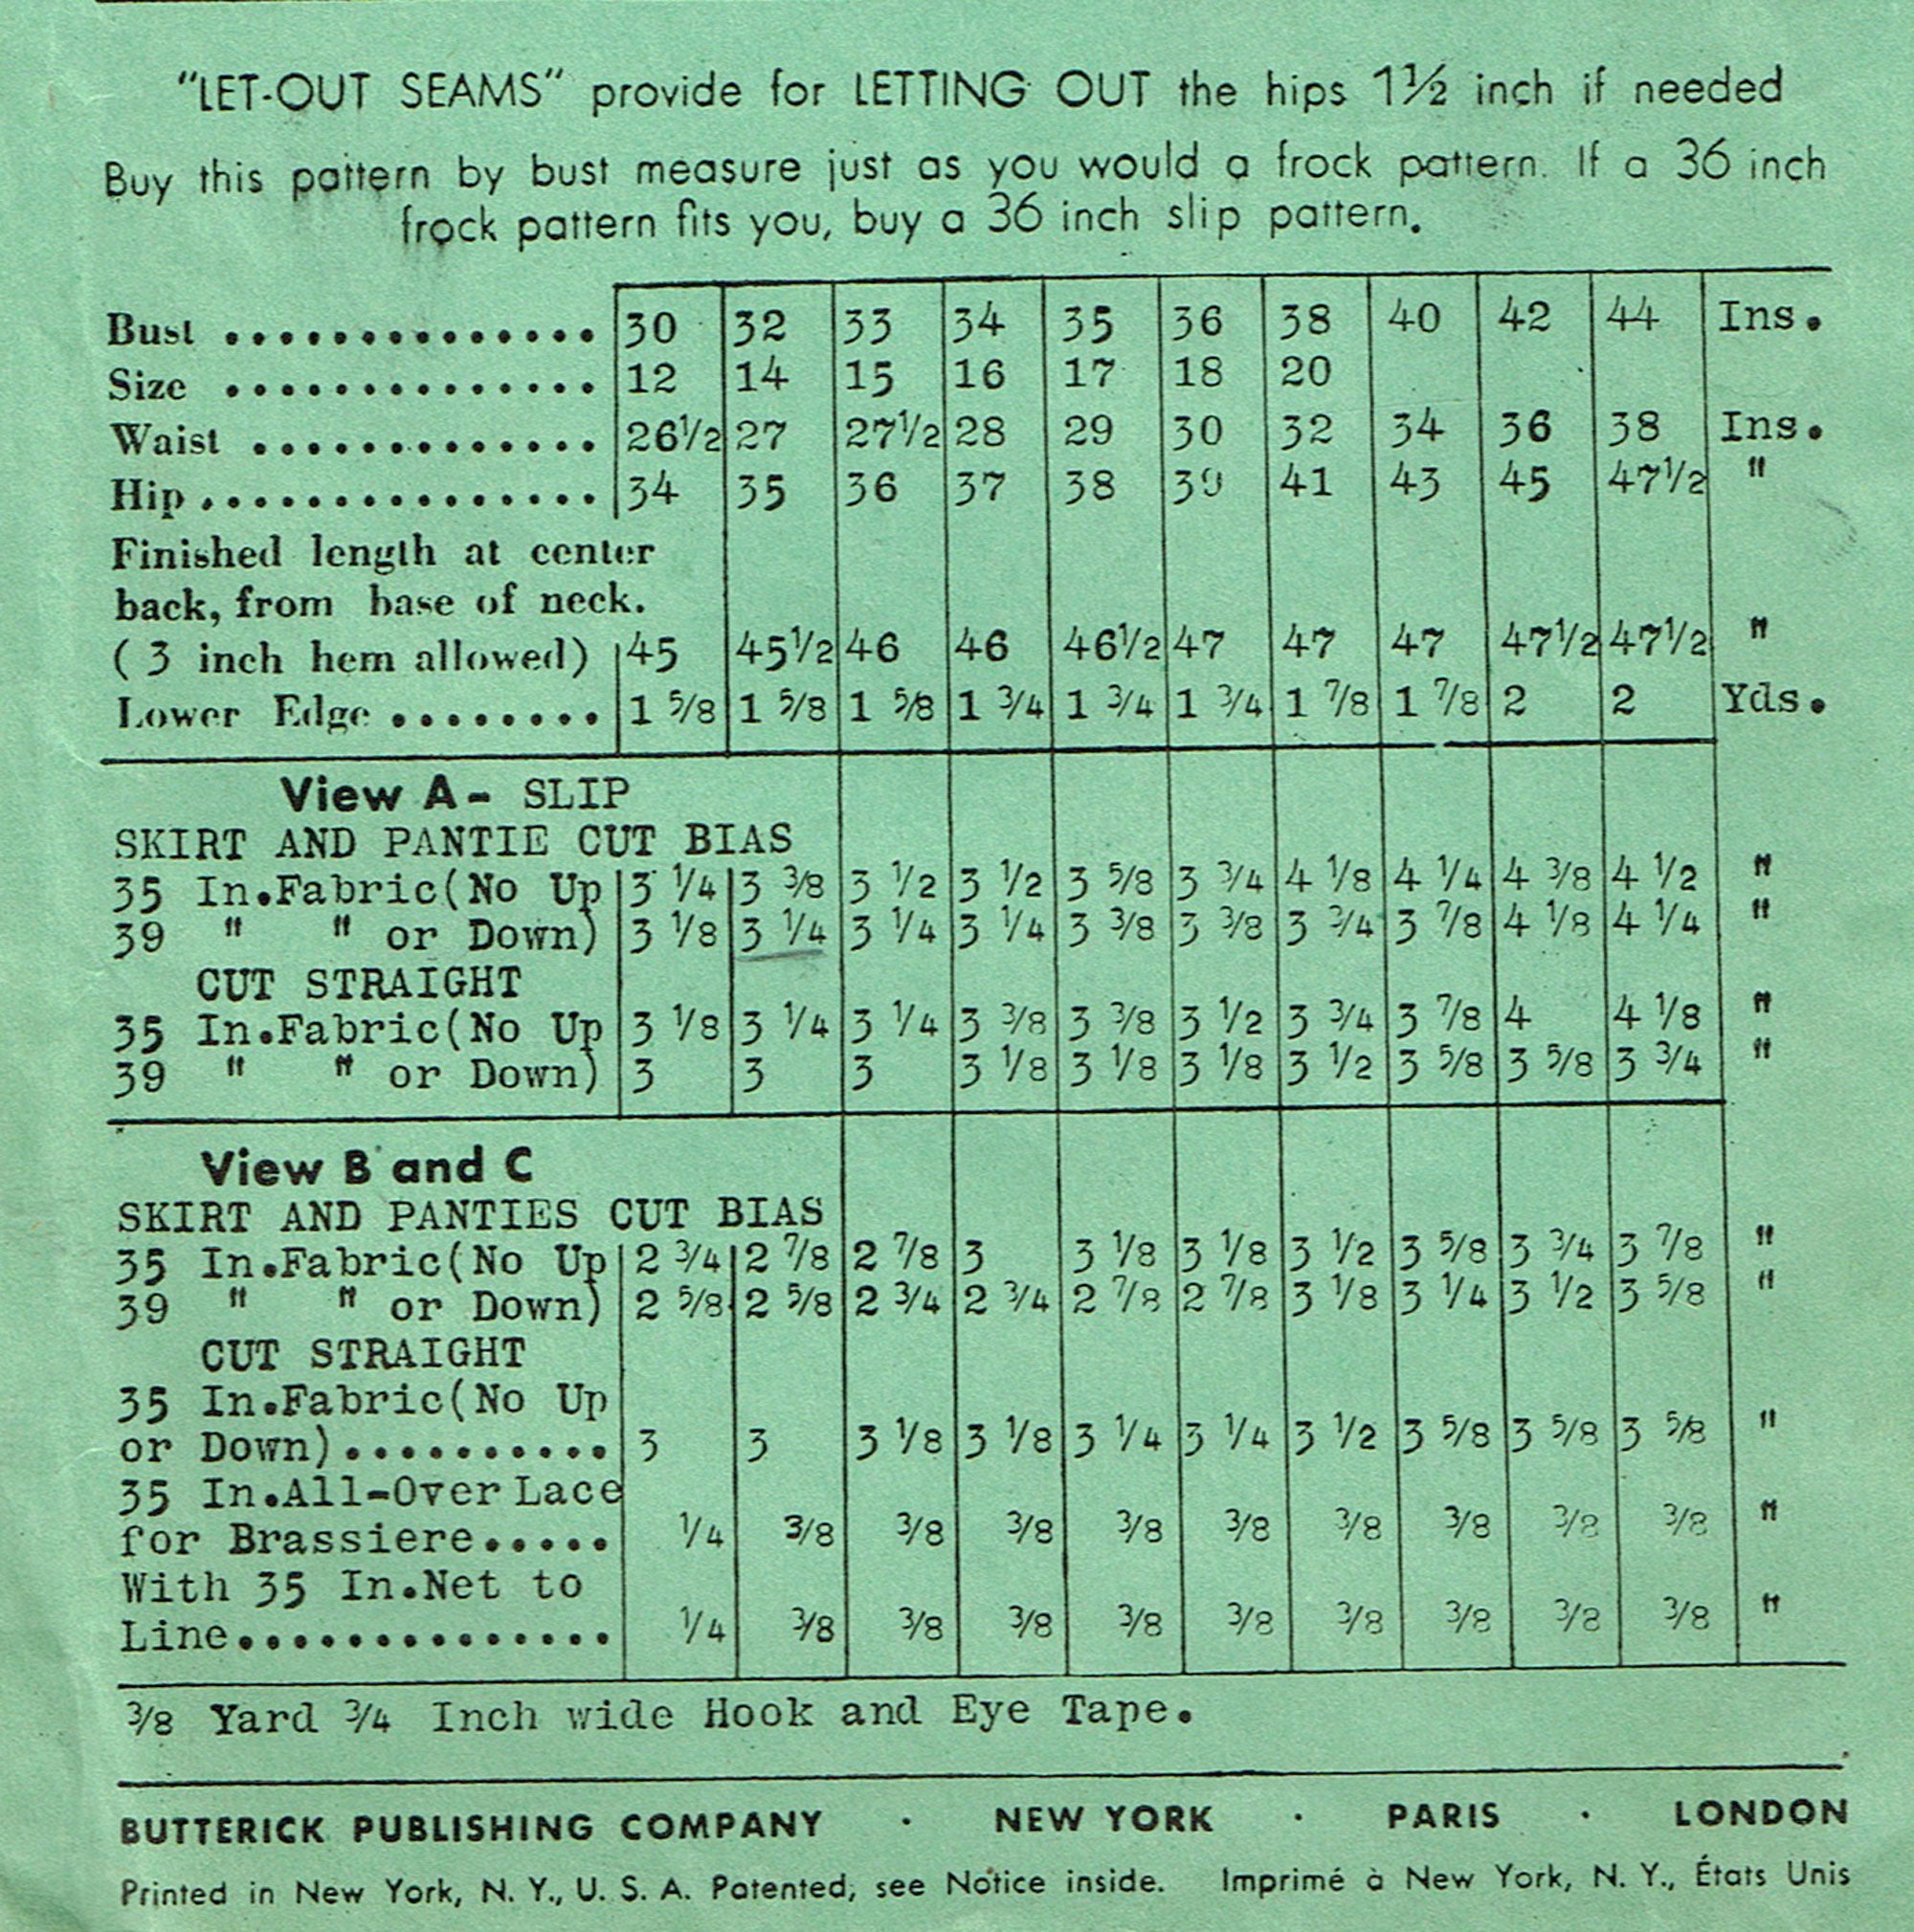 "LET-OUT SEAMS" provide for LETTING OUT the hips 1½ inch if needed
Buy this pattern by bust measure just as you would a frock pattern. If a 36 inch
frock pattern fits you, buy a 36 inch slip pattern.
Bust .............. 30 32 33 34 35 36 38 40 42 44 Ins.
Size .............. 12 14 15 16 17 18 20
Waist ............. 26½ 27 27½ 28 29 30 32 34 36 38 Ins.
Hip ............... 34 35 36 37 38 39 41 43 45 47½ "
Finished length at center
back, from base of neck.
(3 inch hem allowed) 45 45½ 46 46 46½ 47 47 47 47½ 47½ "
Lower Edge ........ 1 5/8 1 5/8 1 5/8 1 3/4 1 3/4 1 3/4 1 7/8 1 7/8 2 2 Yds.
View A- SLIP
SKIRT AND PANTIE CUT BIAS
35 In.Fabric(No Up 3 1/4 3 3/8 3 1/2 3 1/2 3 5/8 3 3/4 4 1/8 4 1/4 4 3/8 4 1/2 "
39 " " or Down) 3 1/8 3 1/4 3 1/4 3 1/4 3 3/8 3 3/8 3 3/4 3 7/8 4 1/8 4 1/4 "
CUT STRAIGHT
35 In.Fabric(No Up 3 1/8 3 1/4 3 1/4 3 3/8 3 3/8 3 1/2 3 3/4 3 7/8 4 4 1/8 "
39 " " or Down) 3 3 3 3 1/8 3 1/8 3 1/8 3 1/2 3 5/8 3 5/8 3 3/4 "
View B and C
SKIRT AND PANTIES CUT BIAS
35 In.Fabric(No Up 2 3/4 2 7/8 2 7/8 3 3 1/8 3 1/8 3 1/2 3 5/8 3 3/4 3 7/8 "
39 " " or Down) 2 5/8 2 5/8 2 3/4 2 3/4 2 7/8 2 7/8 3 1/8 3 1/4 3 1/2 3 5/8 "
CUT STRAIGHT
35 In.Fabric(No Up
or Down).......... 3 3 3 1/8 3 1/8 3 1/4 3 1/4 3 1/2 3 5/8 3 5/8 3 5/8 "
35 In.All-Over Lace
for Brassiere..... 1/4 3/8 3/8 3/8 3/8 3/8 3/8 3/8 3/8 3/8 "
With 35 In.Net to
Line.............. 1/4 3/8 3/8 3/8 3/8 3/8 3/8 3/8 3/8 3/8 "
3/8 Yard 3/4 Inch wide Hook and Eye Tape.
BUTTERICK PUBLISHING COMPANY · NEW YORK · PARIS · LONDON
Printed in New York, N. Y., U. S. A. Patented, see Notice inside. Imprimé à New York, N. Y., États Unis